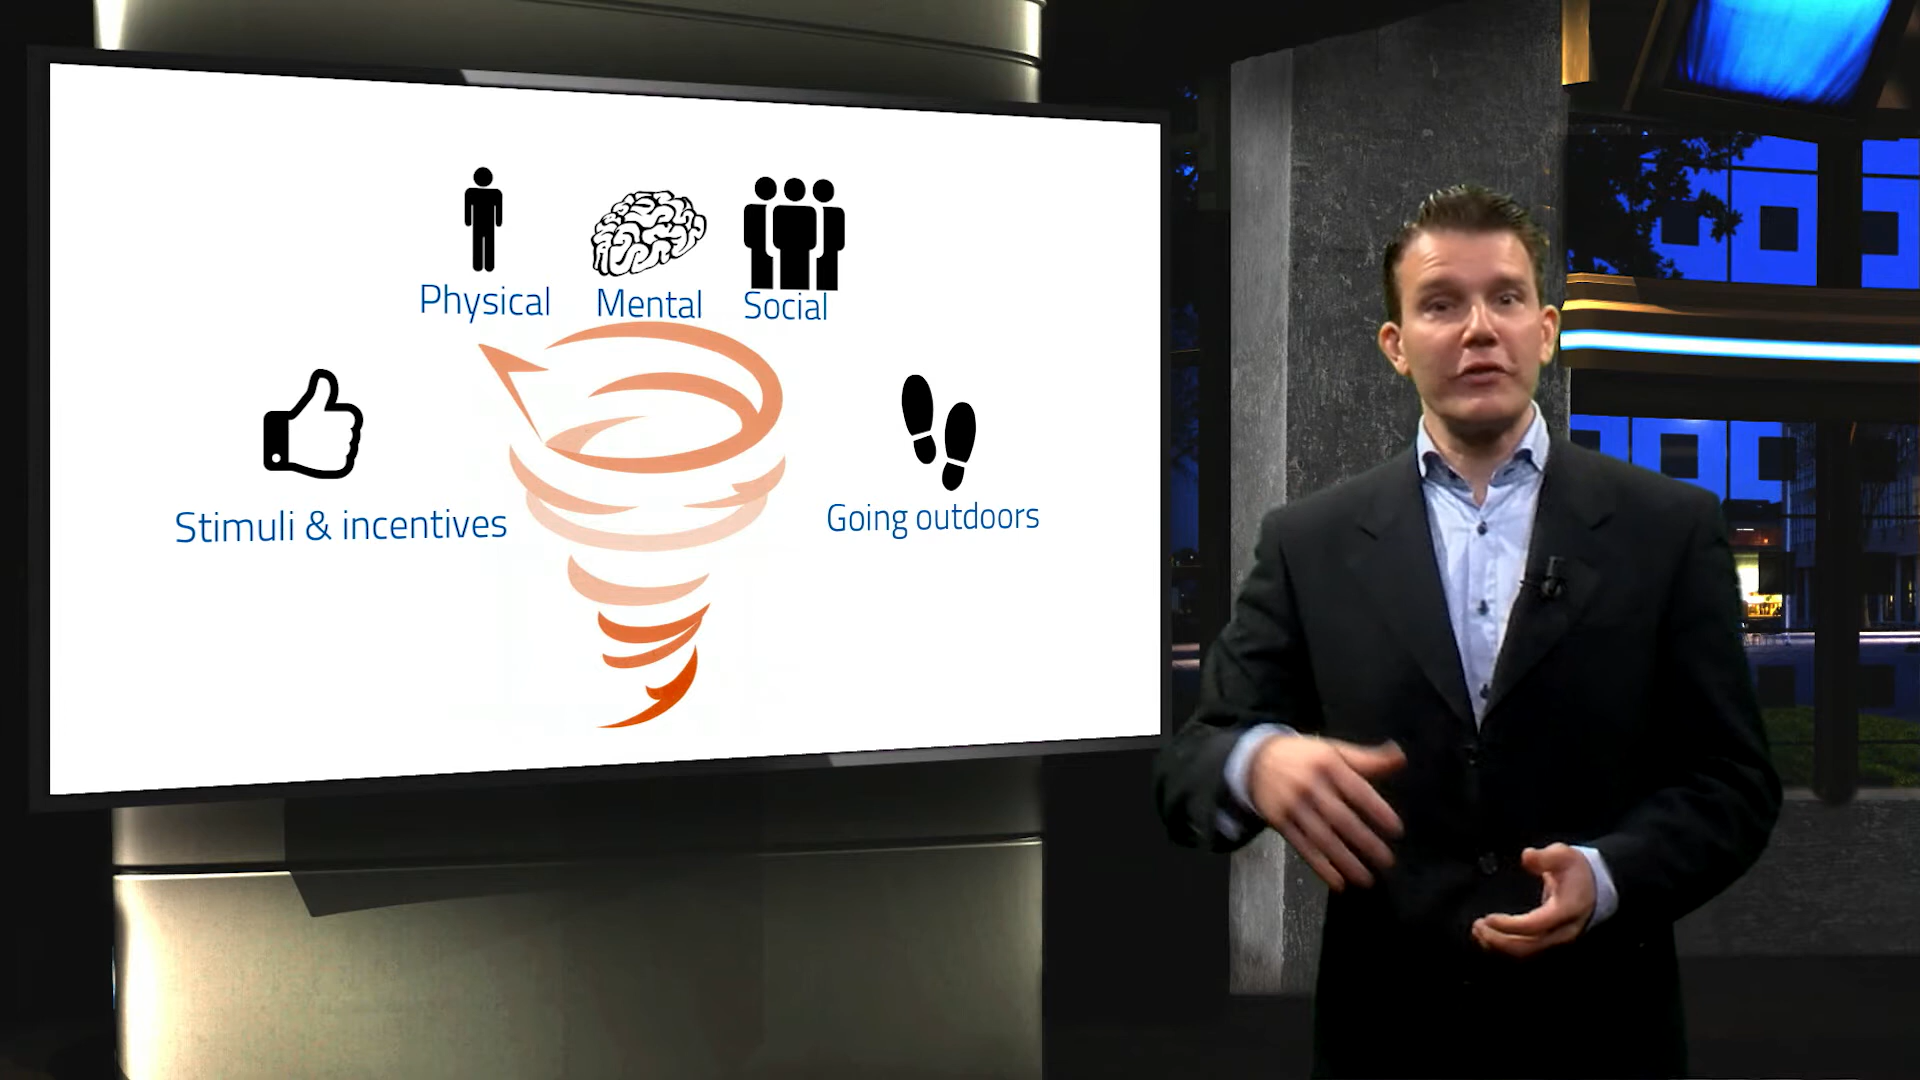 Physical
Mental
Social
Stimuli & incentives
Going outdoors